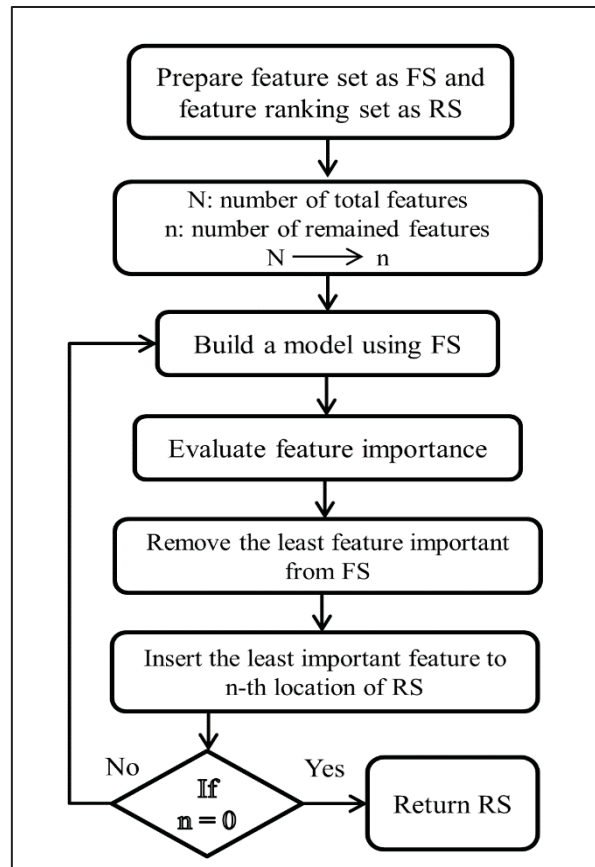 Prepare feature set as FS and
feature ranking set as RS
N: number of total features
n: number of remained features
N ⟶ n
Build a model using FS
Evaluate feature importance
Remove the least feature important
from FS
Insert the least important feature to
n-th location of RS
No
If
n = 0
Yes
Return RS